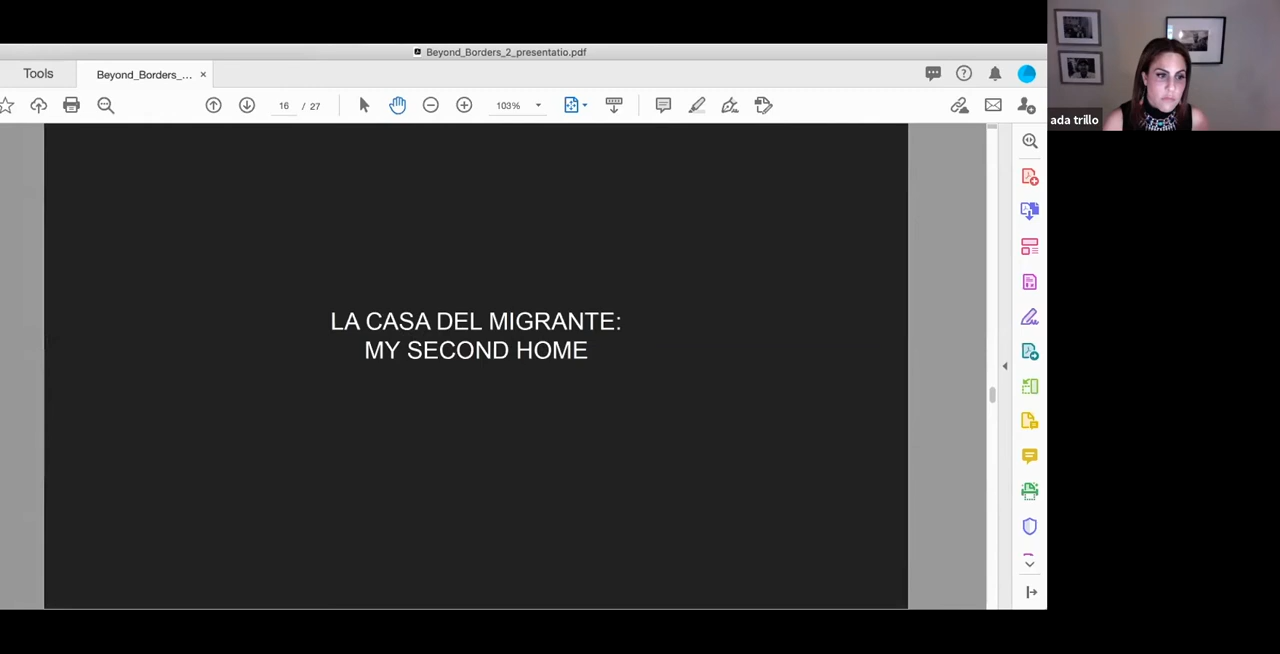 Beyond_Borders_2_presentatio.pdf
Tools
Beyond_Borders_... ×
16 / 27
103%
ada trillo
LA CASA DEL MIGRANTE:
MY SECOND HOME